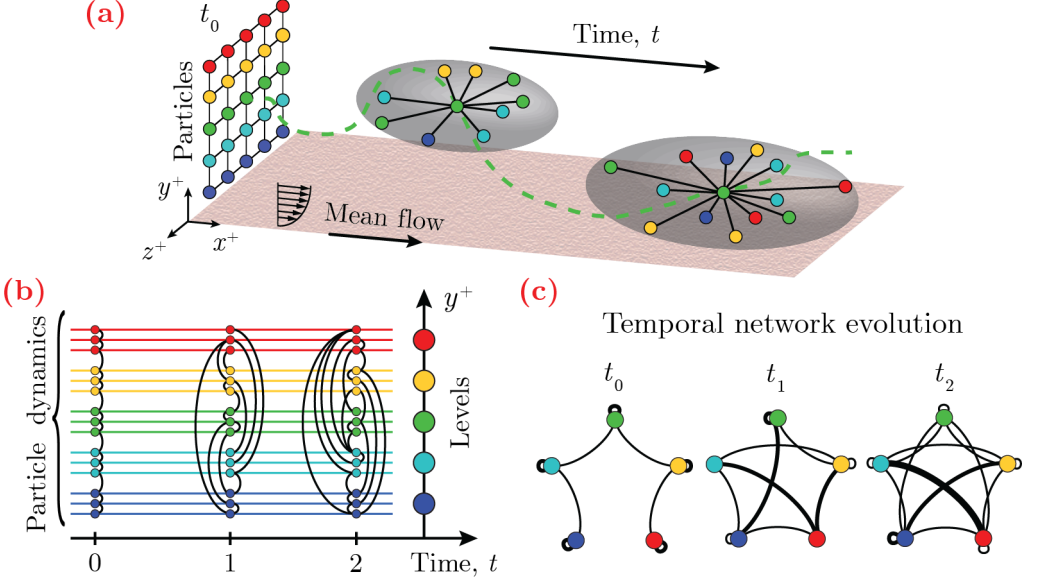 (a)
t₀
Time, t
Particles
y⁺
z⁺
x⁺
Mean flow
(b)
Particle dynamics
y⁺
Levels
0
1
2
Time, t
(c)
Temporal network evolution
t₀
t₁
t₂